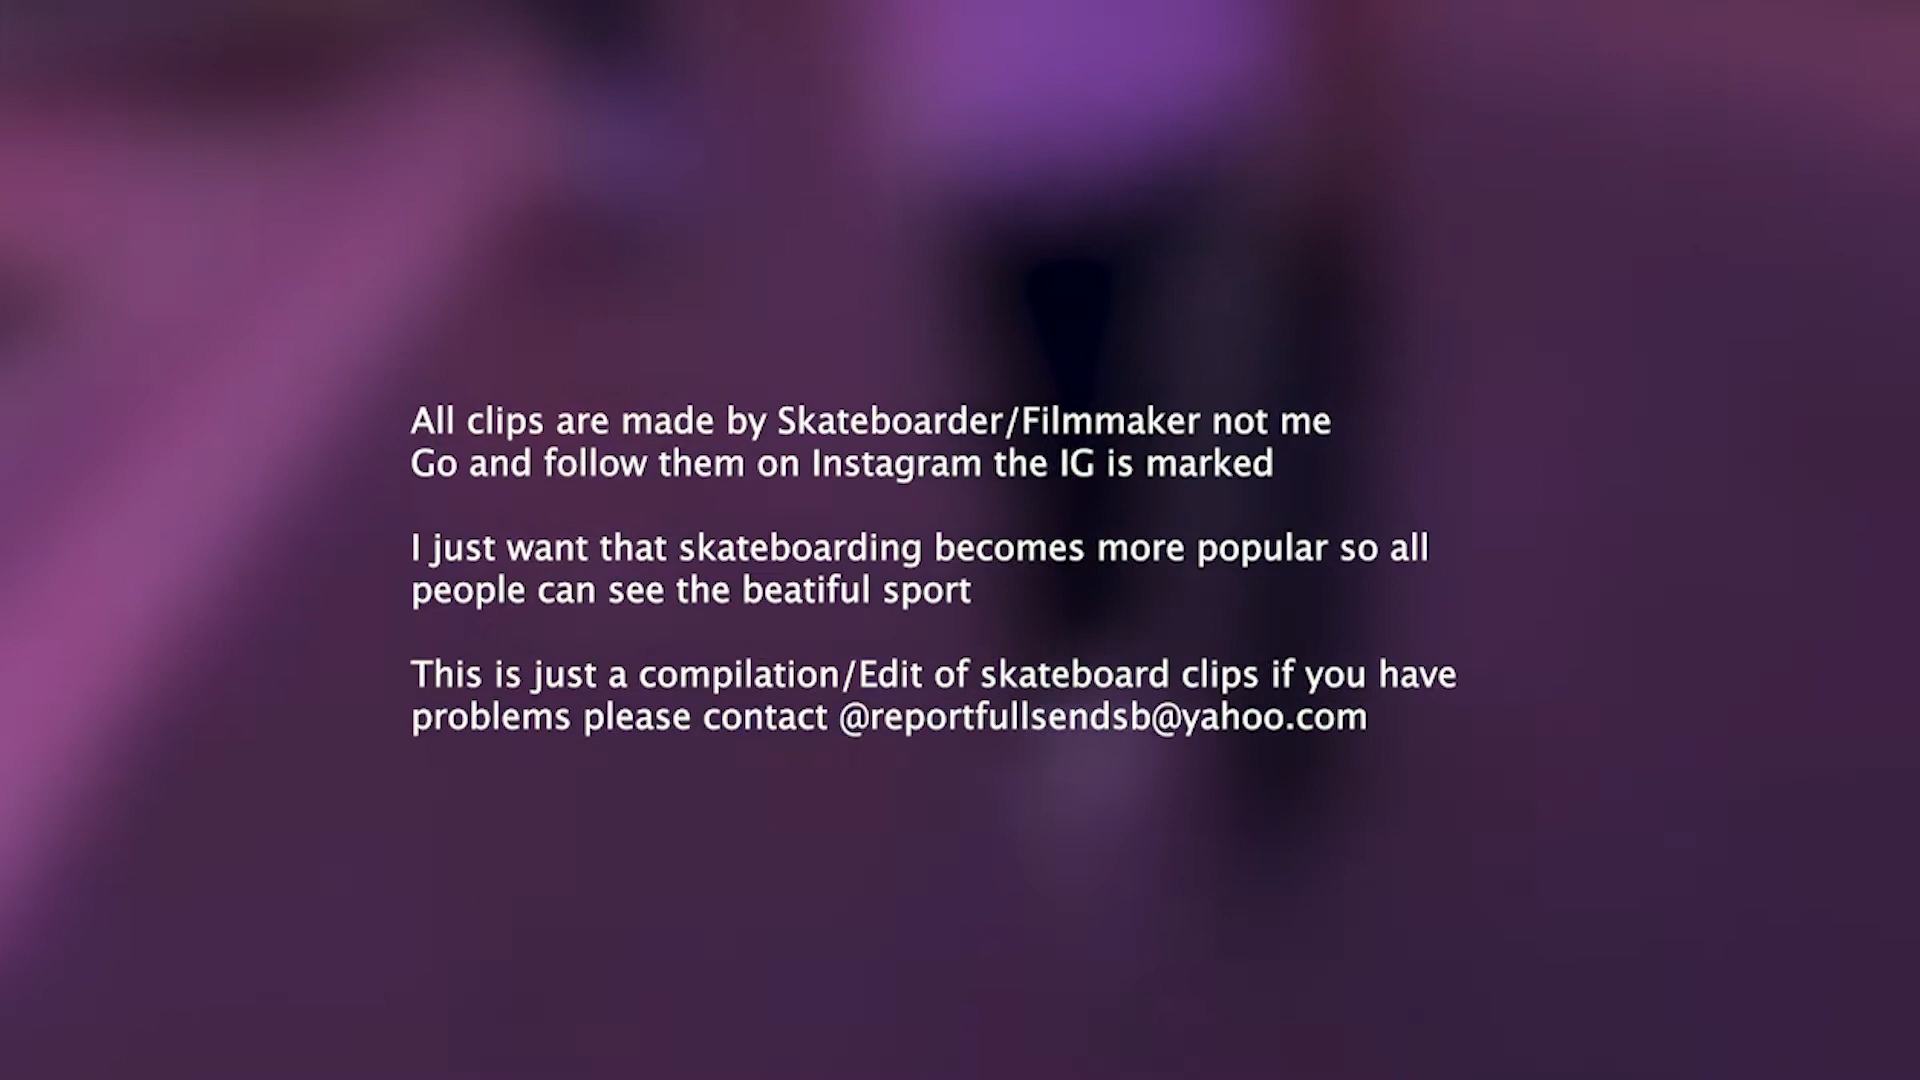 All clips are made by Skateboarder/Filmmaker not me
Go and follow them on Instagram the IG is marked
I just want that skateboarding becomes more popular so all
people can see the beatiful sport
This is just a compilation/Edit of skateboard clips if you have
problems please contact @reportfullsendsb@yahoo.com